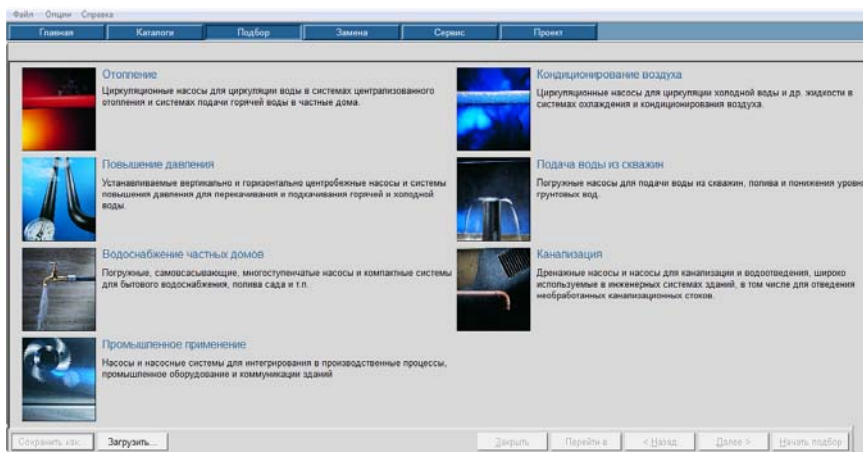 Файл Опции Справка
Главная Каталоги Подбор Замена Сервис Проект
Отопление
Циркуляционные насосы для циркуляции воды в системах централизованного
отопления и системах подачи горячей воды в частные дома.
Повышение давления
Устанавливаемые вертикально и горизонтально центробежные насосы и системы
повышения давления для перекачивания и подкачивания горячей и холодной
воды.
Водоснабжение частных домов
Погружные, самовсасывающие, многоступенчатые насосы и компактные системы
для бытового водоснабжения, полива сада и т.п.
Промышленное применение
Насосы и насосные системы для интегрирования в производственные процессы,
промышленное оборудование и коммуникации зданий
Кондиционирование воздуха
Циркуляционные насосы для циркуляции холодной воды и др. жидкости в
системах охлаждения и кондиционирования воздуха.
Подача воды из скважин
Погружные насосы для подачи воды из скважин, полива и понижения уровн
грунтовых вод.
Канализация
Дренажные насосы и насосы для канализации и водоотведения, широко
используемые в инженерных системах зданий, в том числе для отведения
необработанных канализационных стоков.
Сохранить как... Загрузить... Закрыть Перейти в < Назад Далее > Начать подбор